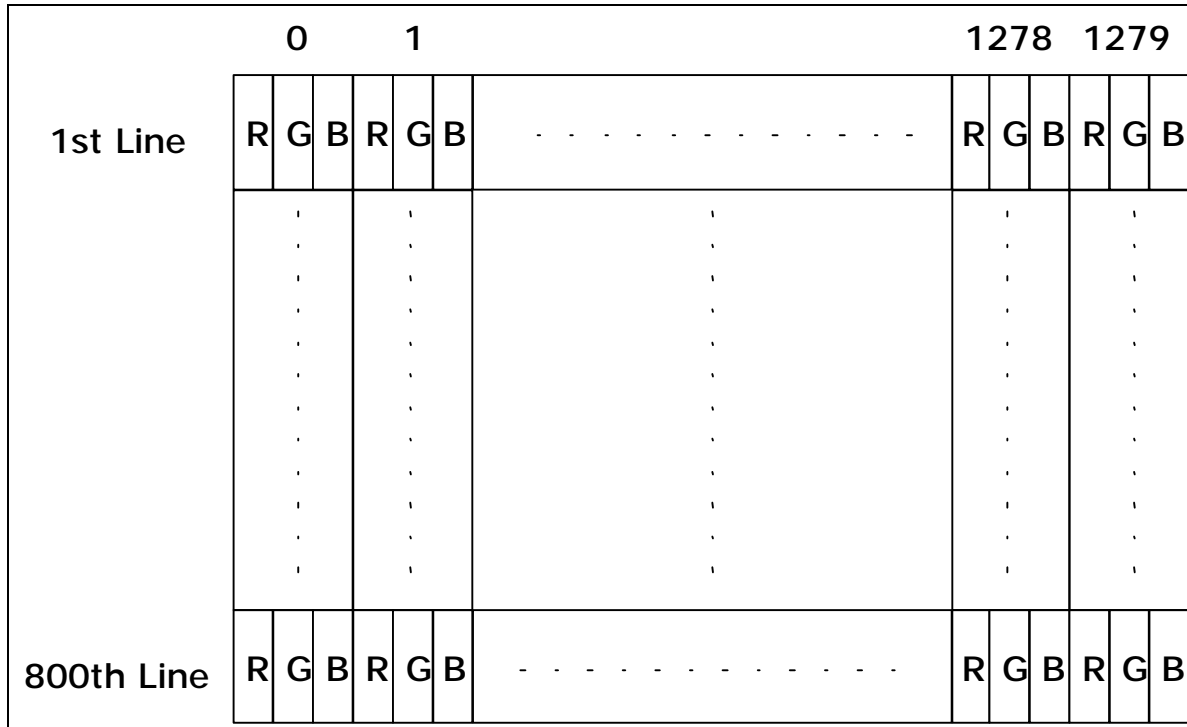 0 1 1278 1279
1st Line R G B R G B - - - - - - - - - - - - R G B R G B
800th Line R G B R G B - - - - - - - - - - - - R G B R G B